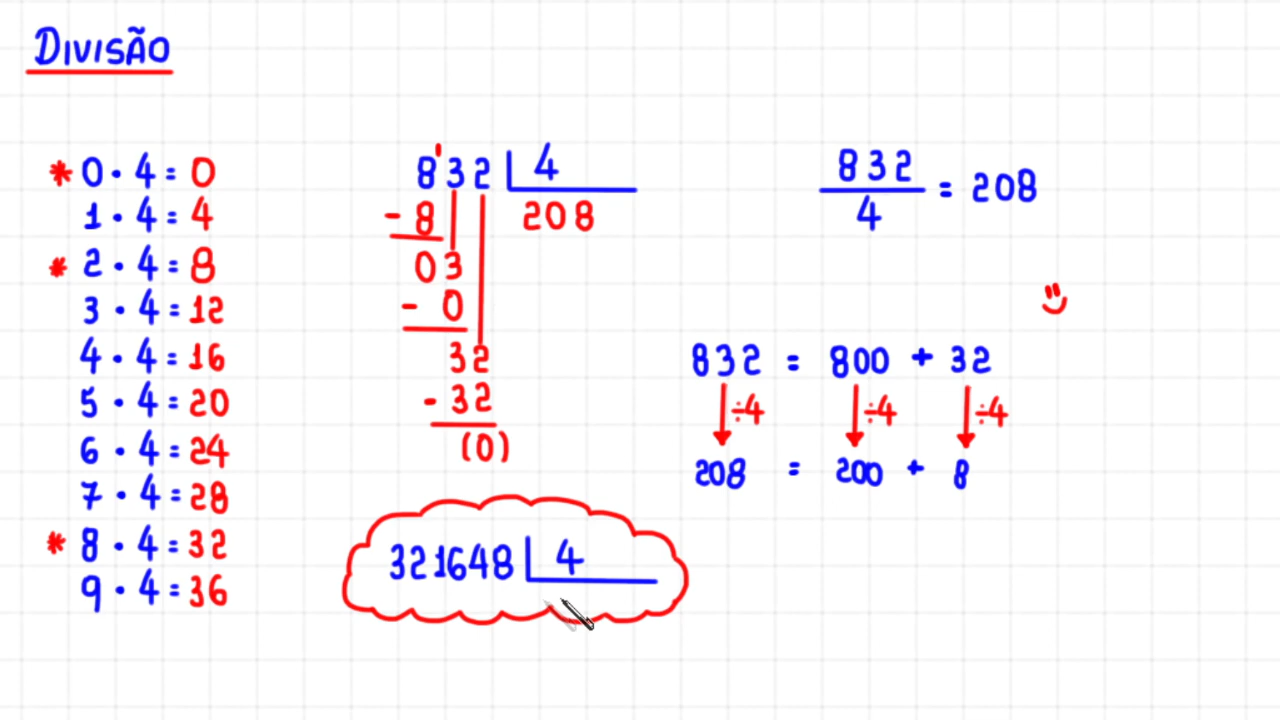 DIVISÃO
* 0 · 4 = 0
1 · 4 = 4
* 2 · 4 = 8
3 · 4 = 12
4 · 4 = 16
5 · 4 = 20
6 · 4 = 24
7 · 4 = 28
* 8 · 4 = 32
9 · 4 = 36
8'32 4
- 8 208
03
- 0
32
- 32
(0)
321648 4
832
4
= 208
832 = 800 + 32
÷4 ÷4 ÷4
208 = 200 + 8